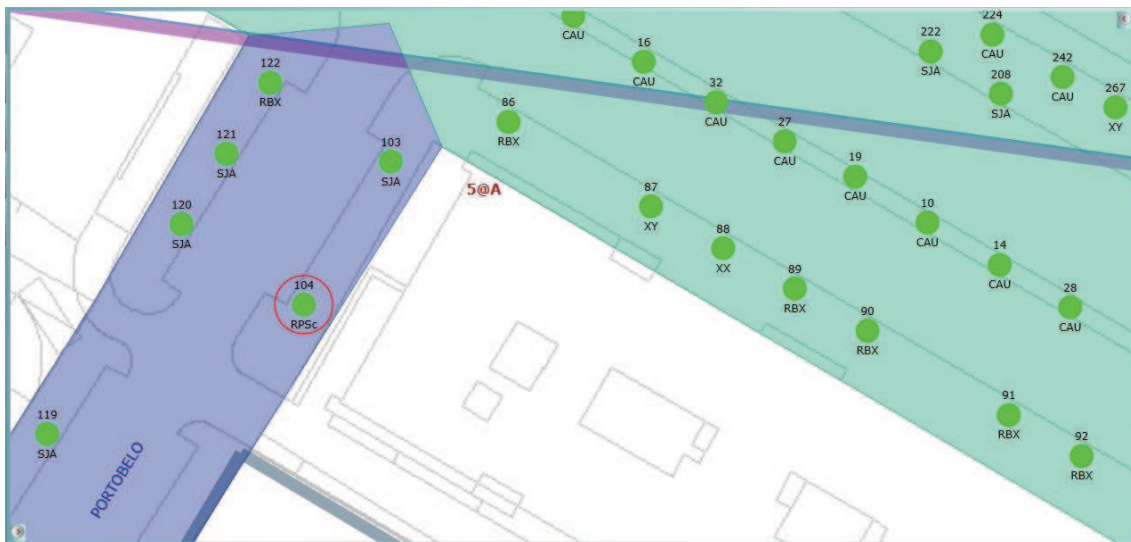 CAU
16
CAU
224
CAU
222
SJA
242
CAU
208
SJA
267
XY
122
RBX
32
CAU
86
RBX
27
CAU
121
SJA
103
SJA
19
CAU
5@A
87
XY
10
CAU
120
SJA
88
XX
14
CAU
89
RBX
28
CAU
104
RPSc
90
RBX
91
RBX
119
SJA
92
RBX
PORTOBELO